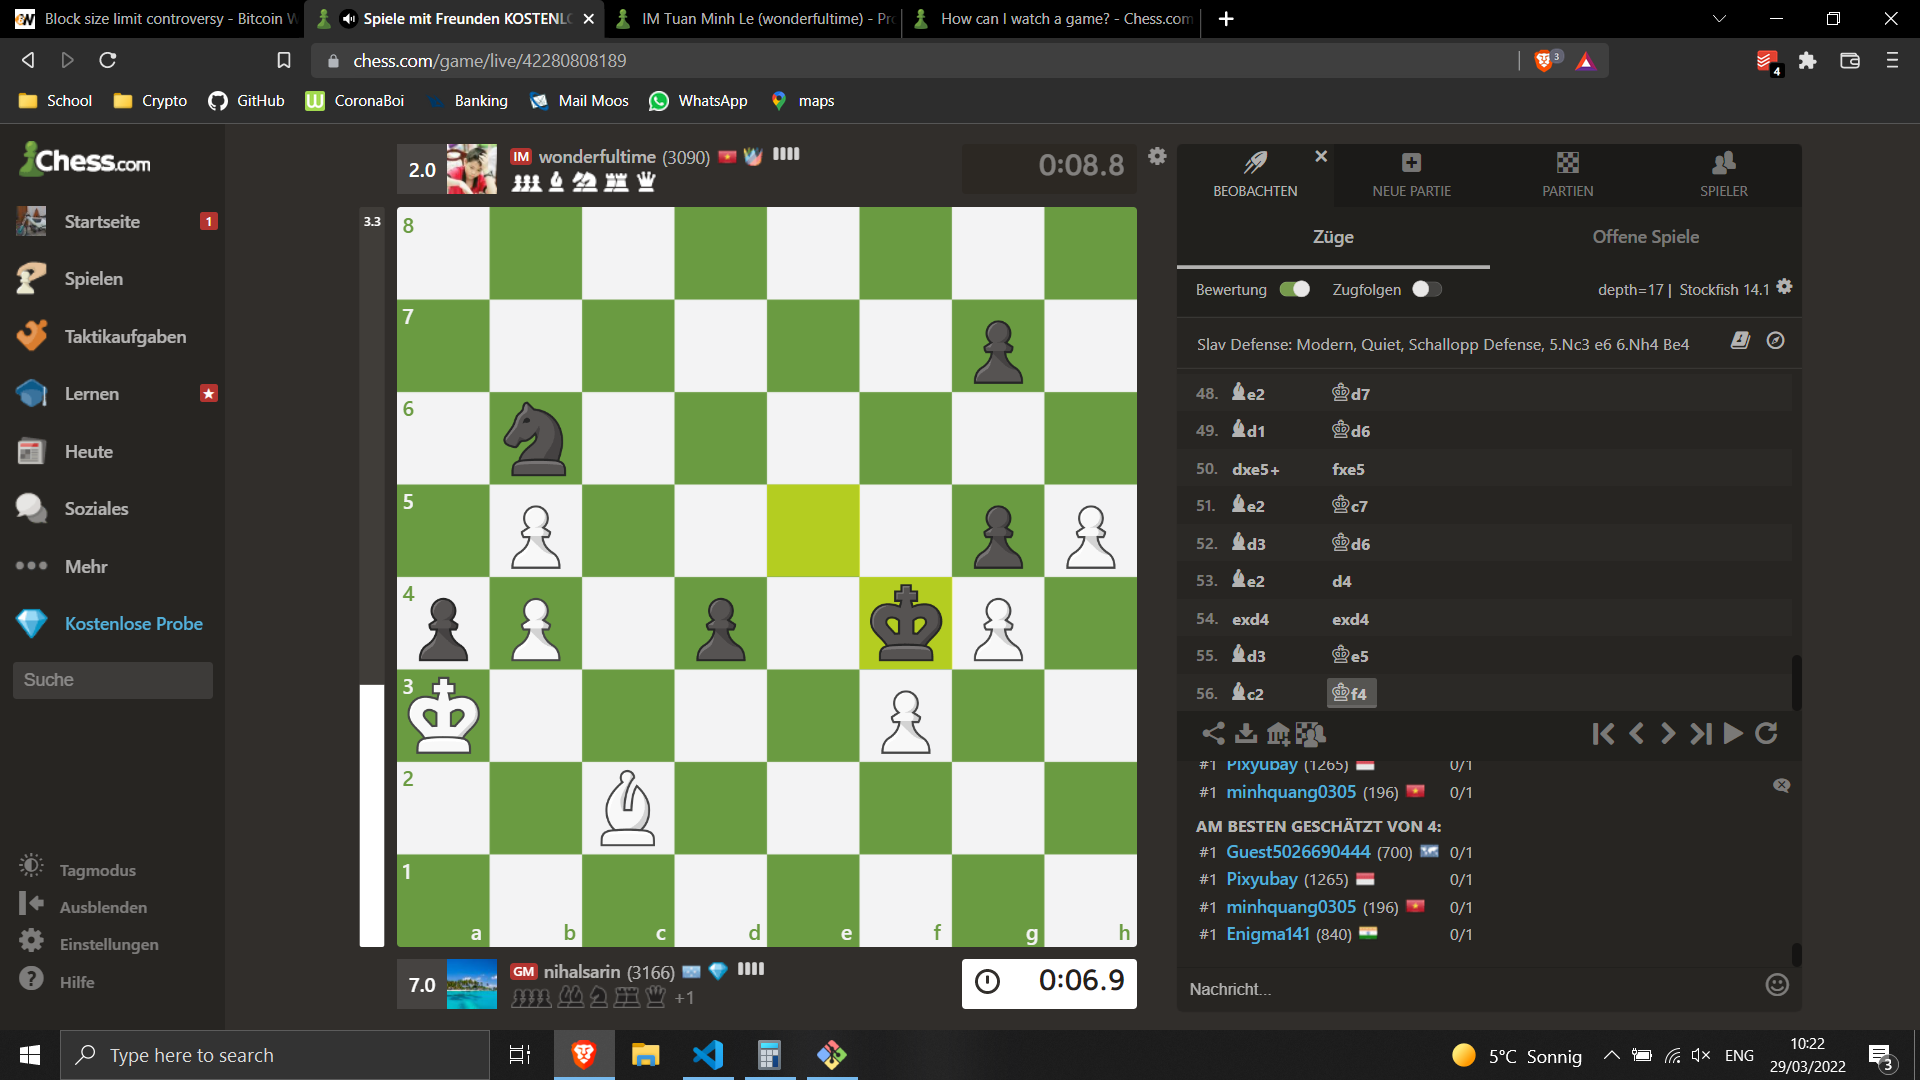 Block size limit controversy - Bitcoin W
Spiele mit Freunden KOSTENLO
IM Tuan Minh Le (wonderfultime) - Pro
How can I watch a game? - Chess.com
chess.com/game/live/42280808189
3
4
School
Crypto
GitHub
CoronaBoi
Banking
Mail Moos
WhatsApp
maps
Chess.com
Startseite
1
Spielen
Taktikaufgaben
Lernen
Heute
Soziales
Mehr
Kostenlose Probe
Suche
Tagmodus
Ausblenden
Einstellungen
Hilfe
2.0
IM wonderfultime (3090)
0:08.8
3.3
8
7
6
5
4
3
2
1
a b c d e f g h
7.0
GM nihalsarin (3166)
+1
0:06.9
BEOBACHTEN
NEUE PARTIE
PARTIEN
SPIELER
Züge
Offene Spiele
Bewertung
Zugfolgen
depth=17 | Stockfish 14.1
Slav Defense: Modern, Quiet, Schallopp Defense, 5.Nc3 e6 6.Nh4 Be4
48. e2 d7
49. d1 d6
50. dxe5+ fxe5
51. e2 c7
52. d3 d6
53. e2 d4
54. exd4 exd4
55. d3 e5
56. c2 f4
#1 Pixyubay (1265) 0/1
#1 minhquang0305 (196) 0/1
AM BESTEN GESCHÄTZT VON 4:
#1 Guest5026690444 (700) 0/1
#1 Pixyubay (1265) 0/1
#1 minhquang0305 (196) 0/1
#1 Enigma141 (840) 0/1
Nachricht...
Type here to search
5°C Sonnig
ENG
10:22
29/03/2022
3